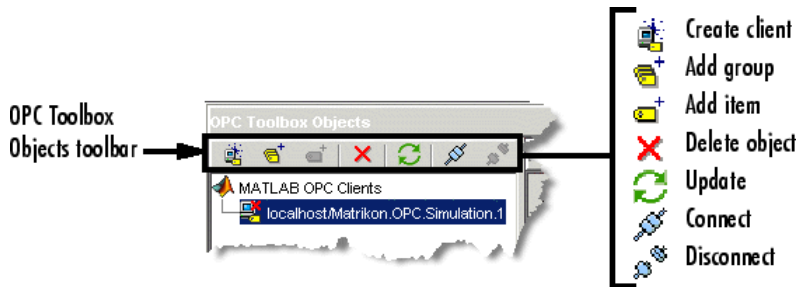 OPC Toolbox
Objects toolbar
OPC Toolbox Objects
MATLAB OPC Clients
localhost/Matrikon.OPC.Simulation.1
Create client
Add group
Add item
Delete object
Update
Connect
Disconnect